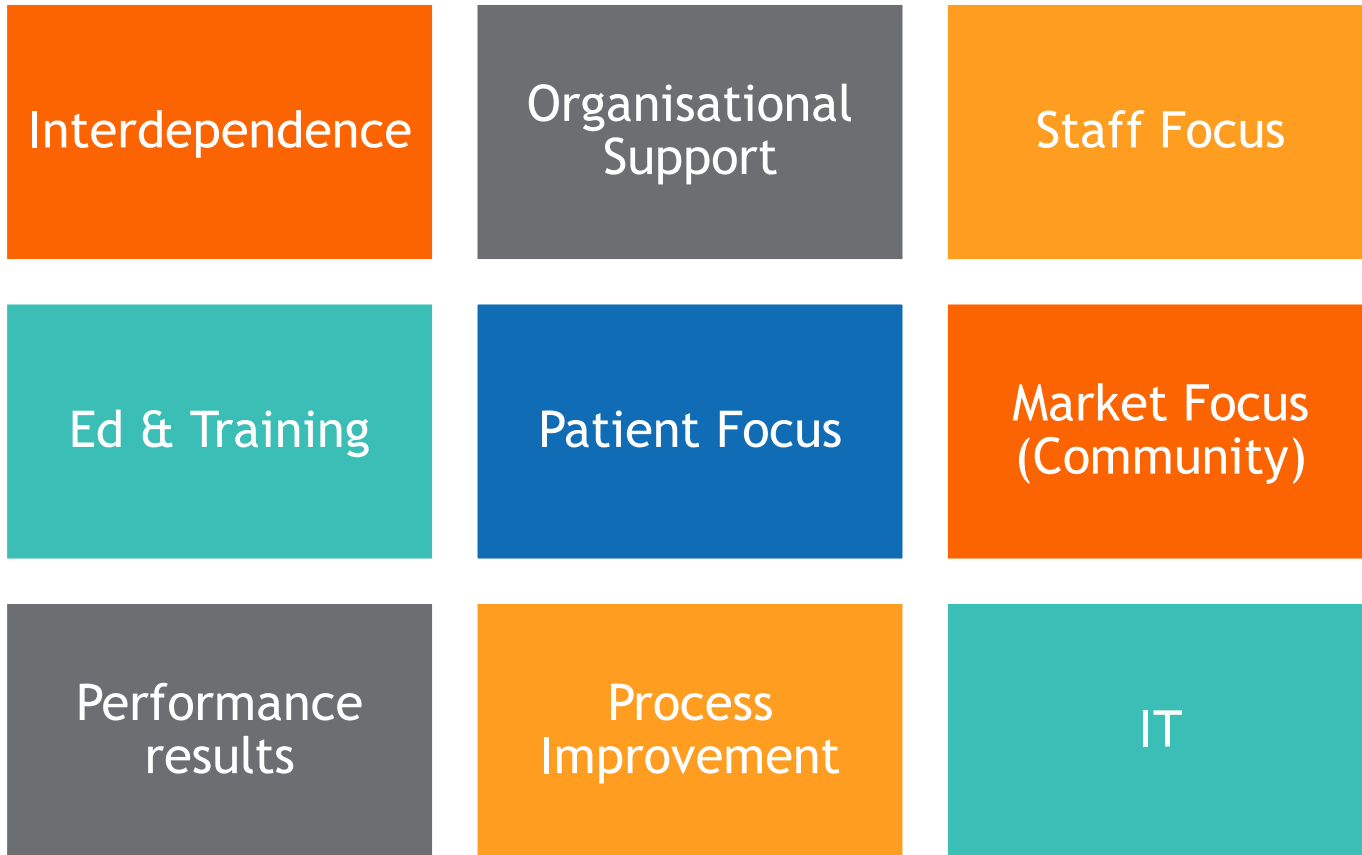 Interdependence
Organisational
Support
Staff Focus
Ed & Training
Patient Focus
Market Focus
(Community)
Performance
results
Process
Improvement
IT